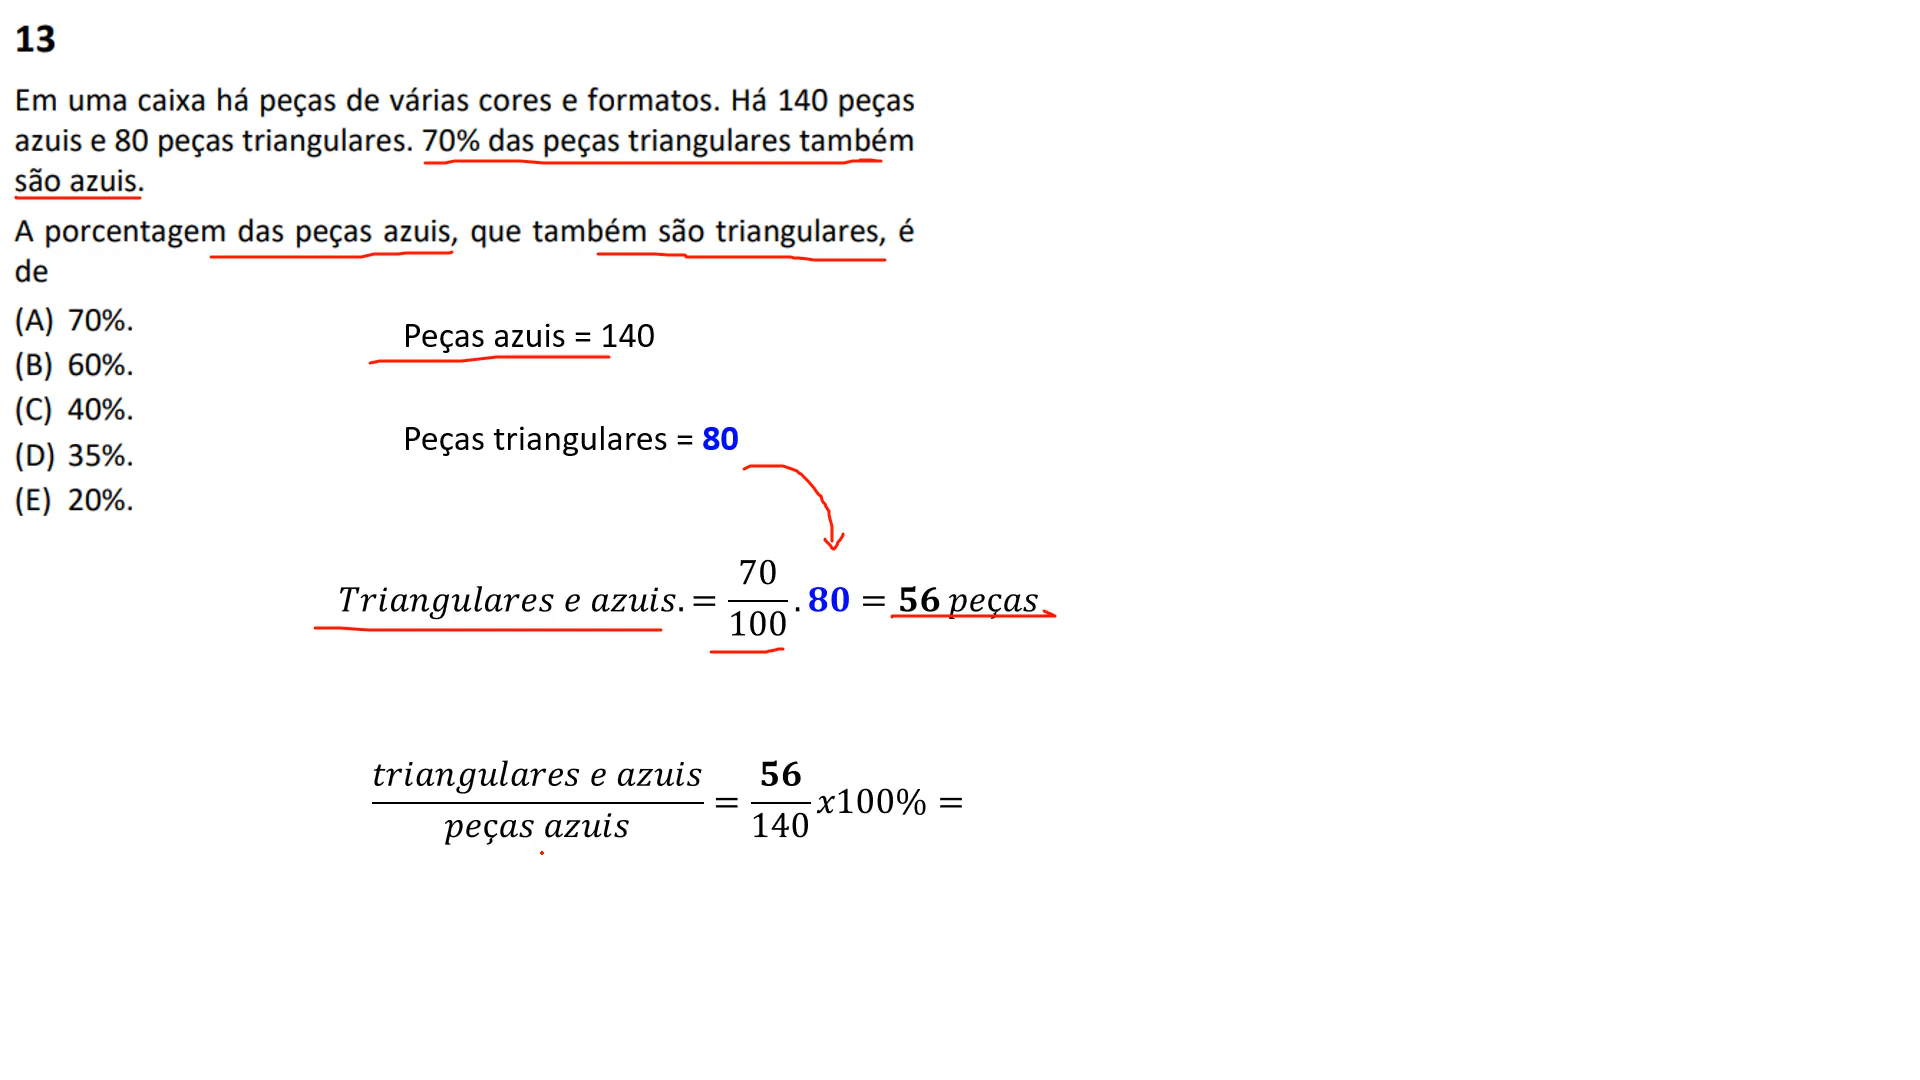 13
Em uma caixa há peças de várias cores e formatos. Há 140 peças
azuis e 80 peças triangulares. 70% das peças triangulares também
são azuis.
A porcentagem das peças azuis, que também são triangulares, é
de
(A) 70%.
(B) 60%.
(C) 40%.
(D) 35%.
(E) 20%.
Peças azuis = 140
Peças triangulares = 80
Triangulares e azuis. = 70/100 . 80 = 56 peças
triangulares e azuis / peças azuis = 56/140 x100% =